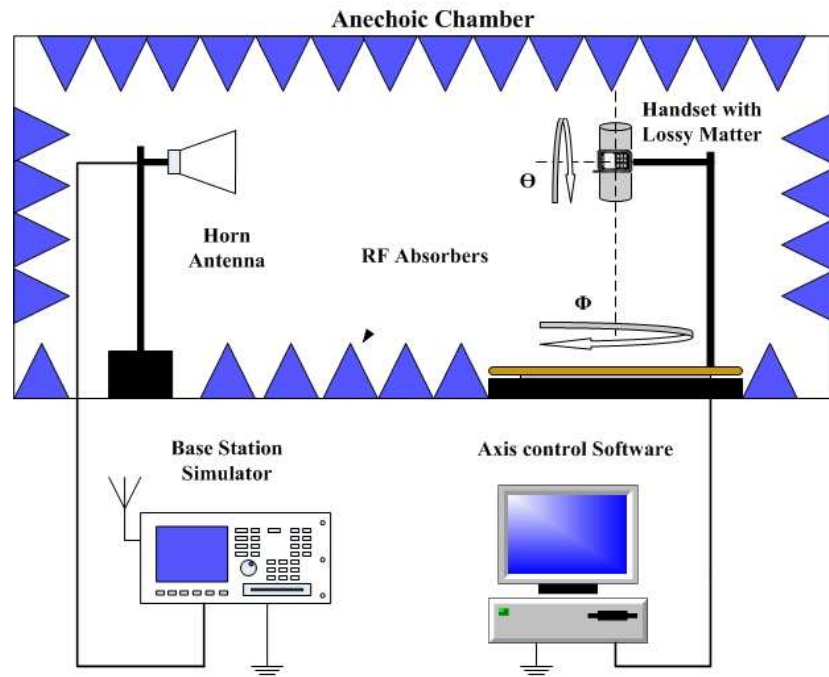 Anechoic Chamber
Handset with
Lossy Matter
Θ
Horn
Antenna
RF Absorbers
Φ
Base Station
Simulator
Axis control Software